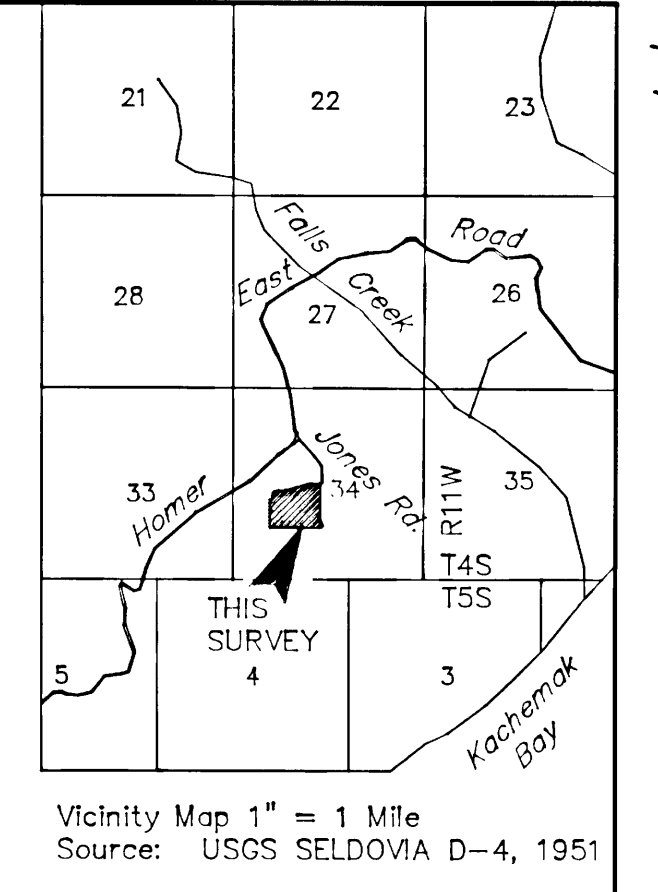 21
22
23
Falls
Road
28
East
Creek
26
27
Jones Rd.
33
Homer
34
R11W
35
T4S
T5S
THIS
SURVEY
5
4
3
Kachemak
Bay
Vicinity Map 1" = 1 Mile
Source: USGS SELDOVIA D-4, 1951